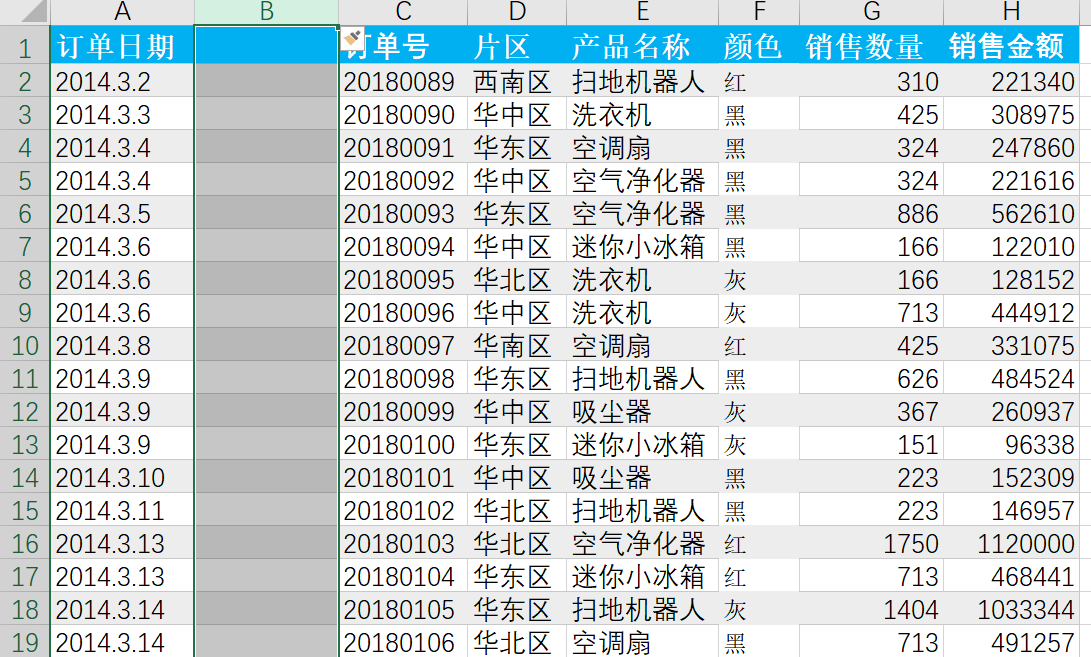 A B C D E F G H
1 订单日期 订单号 片区 产品名称 颜色 销售数量 销售金额
2 2014.3.2 20180089 西南区 扫地机器人 红 310 221340
3 2014.3.3 20180090 华中区 洗衣机 黑 425 308975
4 2014.3.4 20180091 华东区 空调扇 黑 324 247860
5 2014.3.4 20180092 华中区 空气净化器 黑 324 221616
6 2014.3.5 20180093 华东区 空气净化器 黑 886 562610
7 2014.3.6 20180094 华中区 迷你小冰箱 黑 166 122010
8 2014.3.6 20180095 华北区 洗衣机 灰 166 128152
9 2014.3.6 20180096 华中区 洗衣机 灰 713 444912
10 2014.3.8 20180097 华南区 空调扇 红 425 331075
11 2014.3.9 20180098 华东区 扫地机器人 黑 626 484524
12 2014.3.9 20180099 华中区 吸尘器 灰 367 260937
13 2014.3.9 20180100 华东区 迷你小冰箱 灰 151 96338
14 2014.3.10 20180101 华中区 吸尘器 黑 223 152309
15 2014.3.11 20180102 华北区 扫地机器人 黑 223 146957
16 2014.3.13 20180103 华北区 空气净化器 红 1750 1120000
17 2014.3.13 20180104 华东区 迷你小冰箱 红 713 468441
18 2014.3.14 20180105 华东区 扫地机器人 灰 1404 1033344
19 2014.3.14 20180106 华北区 空调扇 黑 713 491257